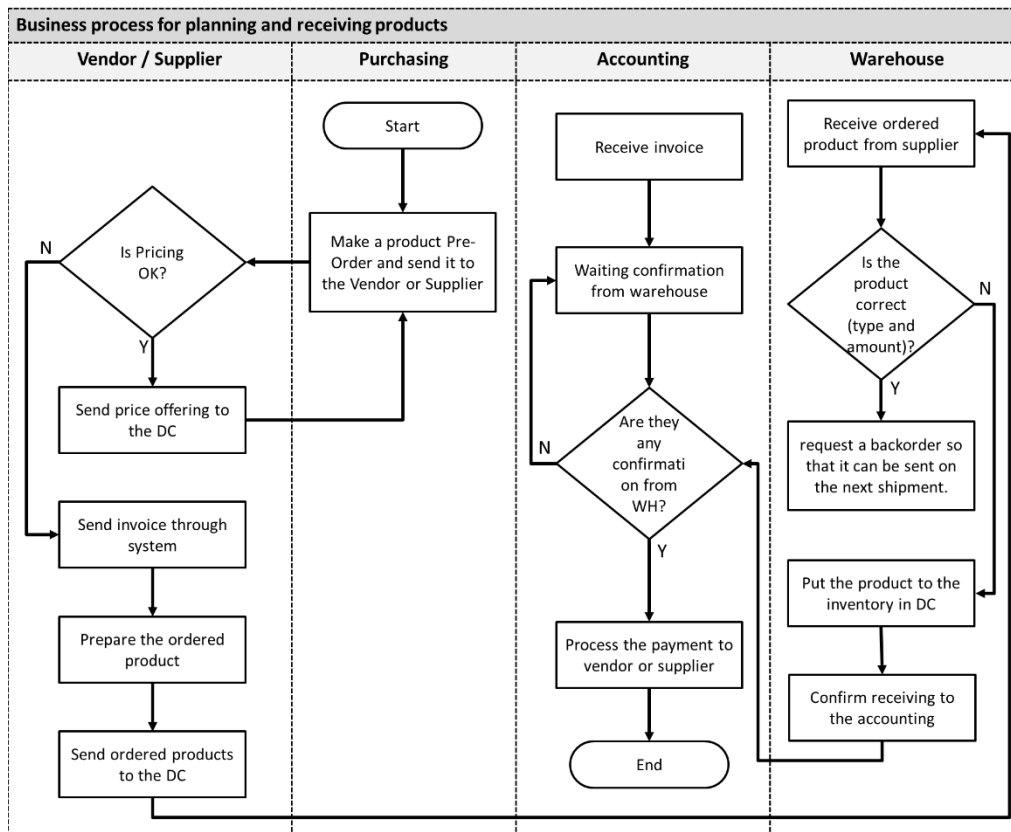 Business process for planning and receiving products
Vendor / Supplier
Purchasing
Accounting
Warehouse
Is Pricing
OK?
N
Y
Send price offering to
the DC
Send invoice through
system
Prepare the ordered
product
Send ordered products
to the DC
Start
Make a product Pre-
Order and send it to
the Vendor or Supplier
Receive invoice
Waiting confirmation
from warehouse
Are they
any
confirmati
on from
WH?
N
Y
Process the payment to
vendor or supplier
End
Receive ordered
product from supplier
Is the
product
correct
(type and
amount)?
N
Y
request a backorder so
that it can be sent on
the next shipment.
Put the product to the
inventory in DC
Confirm receiving to
the accounting